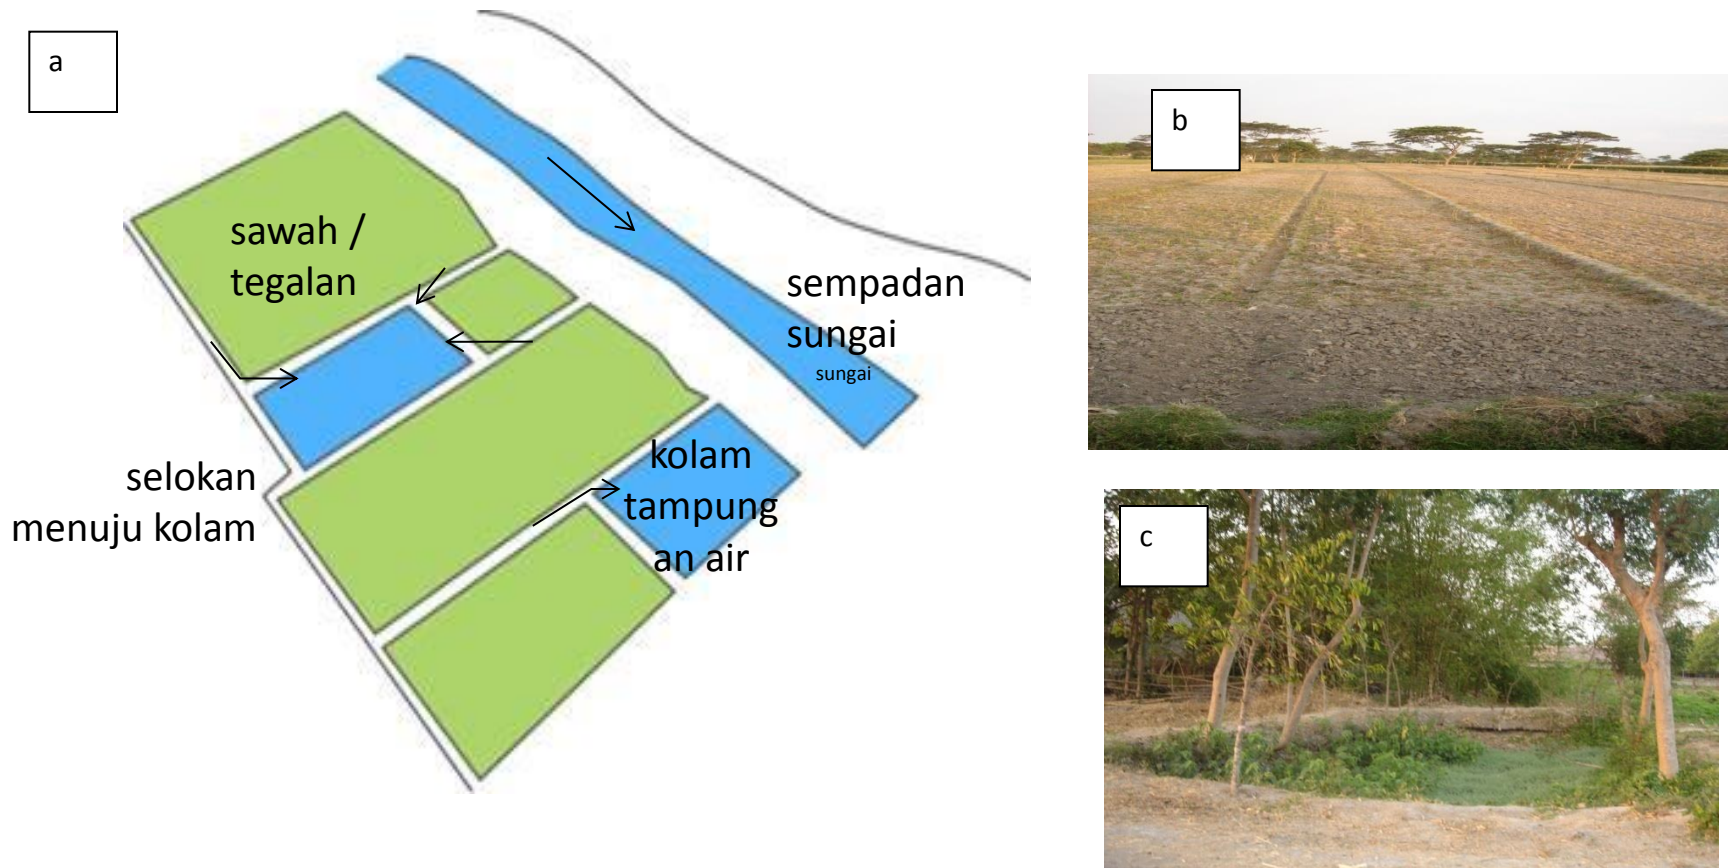 a
sawah /
tegalan
sempadan
sungai
sungai
selokan
menuju kolam
kolam
tampung
an air
b
c